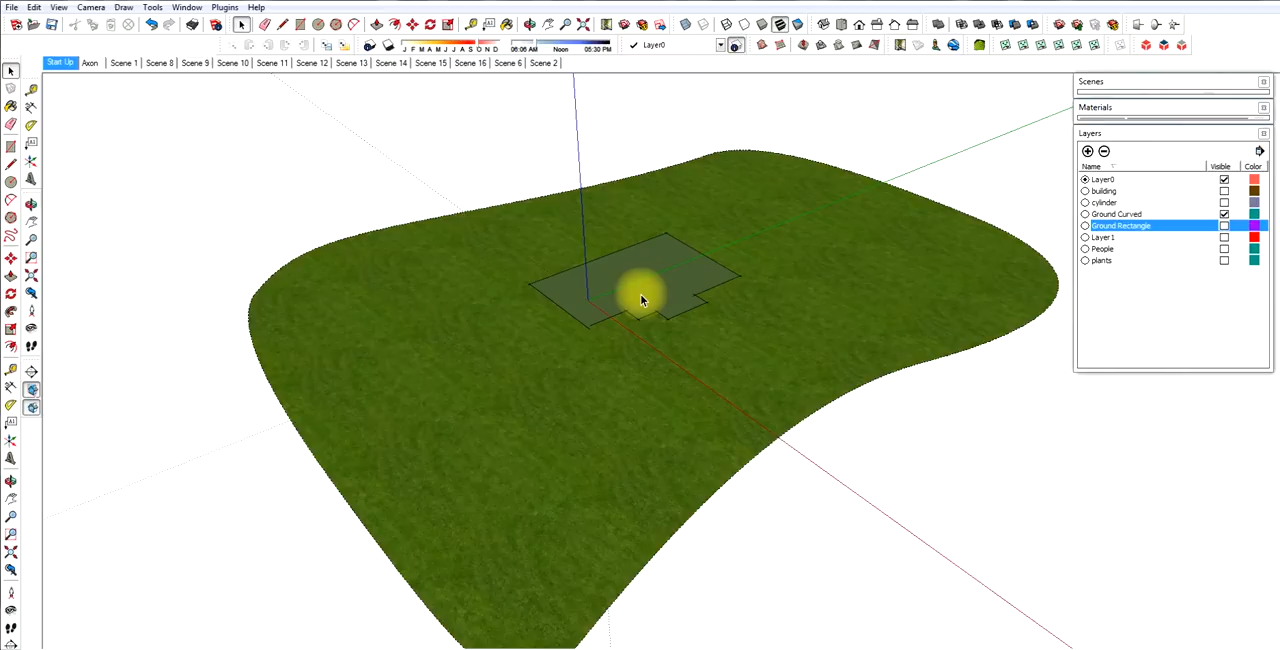 File Edit View Camera Draw Tools Window Plugins Help
J F M A M J J A S O N D 06:06 AM Noon 05:30 PM Layer0
Start Up Axon Scene 1 Scene 8 Scene 9 Scene 10 Scene 11 Scene 12 Scene 13 Scene 14 Scene 15 Scene 16 Scene 6 Scene 2
Scenes
Materials
Layers
Name Visible Color
Layer0
building
cylinder
Ground Curved
Ground Rectangle
Layer1
People
plants